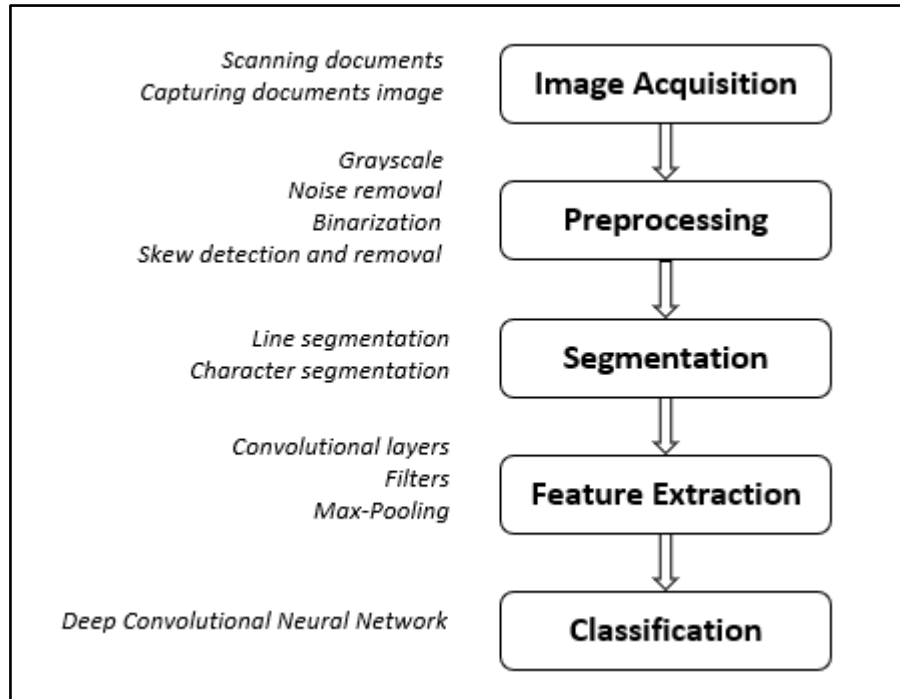 Scanning documents
Capturing documents image
Image Acquisition
Grayscale
Noise removal
Binarization
Skew detection and removal
Preprocessing
Line segmentation
Character segmentation
Segmentation
Convolutional layers
Filters
Max-Pooling
Feature Extraction
Deep Convolutional Neural Network
Classification